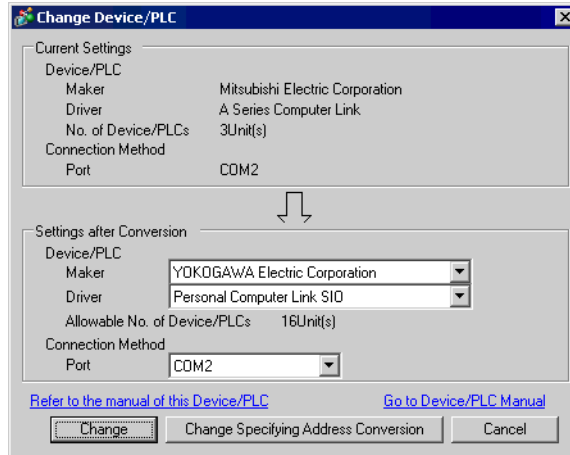 Change Device/PLC
Current Settings
Device/PLC
Maker Mitsubishi Electric Corporation
Driver A Series Computer Link
No. of Device/PLCs 3Unit(s)
Connection Method
Port COM2
Settings after Conversion
Device/PLC
Maker YOKOGAWA Electric Corporation
Driver Personal Computer Link SIO
Allowable No. of Device/PLCs 16Unit(s)
Connection Method
Port COM2
Refer to the manual of this Device/PLC Go to Device/PLC Manual
Change Change Specifying Address Conversion Cancel